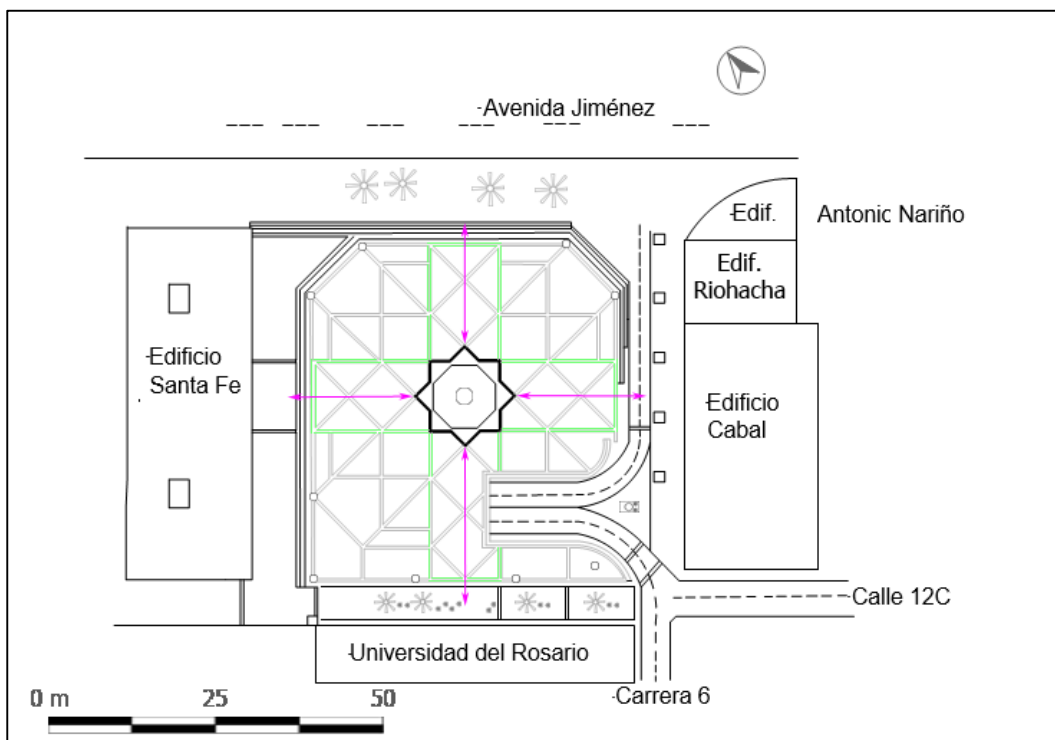 -Avenida Jiménez
-Edif.
Antonic Nariño
Edif.
Riohacha
-Edificio
Santa Fe
-Edificio
Cabal
-Calle 12C
-Universidad del Rosario
-Carrera 6
0 m 25 50